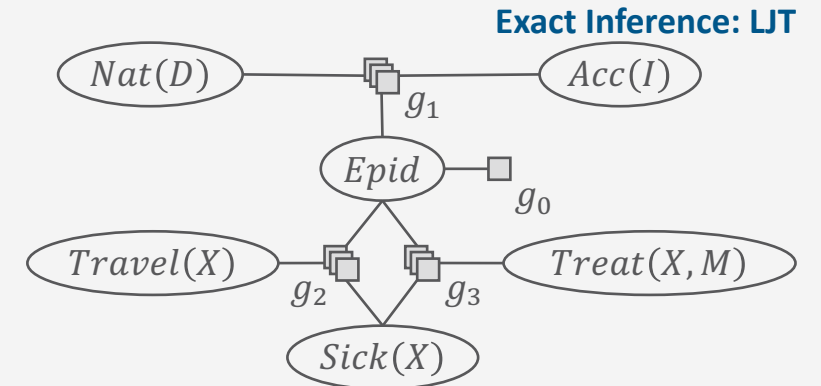 Exact Inference: LJT
Nat(D)
Acc(I)
g₁
Epid
g₀
Travel(X)
Treat(X, M)
g₂
g₃
Sick(X)